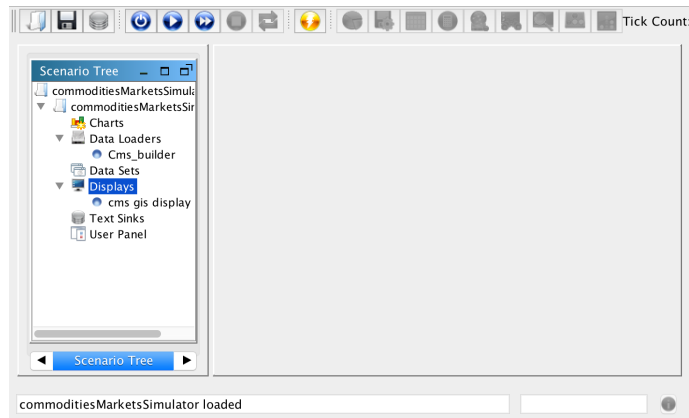 Tick Count:
Scenario Tree
commoditiesMarketsSimula
commoditiesMarketsSir
Charts
Data Loaders
Cms_builder
Data Sets
Displays
cms gis display
Text Sinks
User Panel
Scenario Tree
commoditiesMarketsSimulator loaded